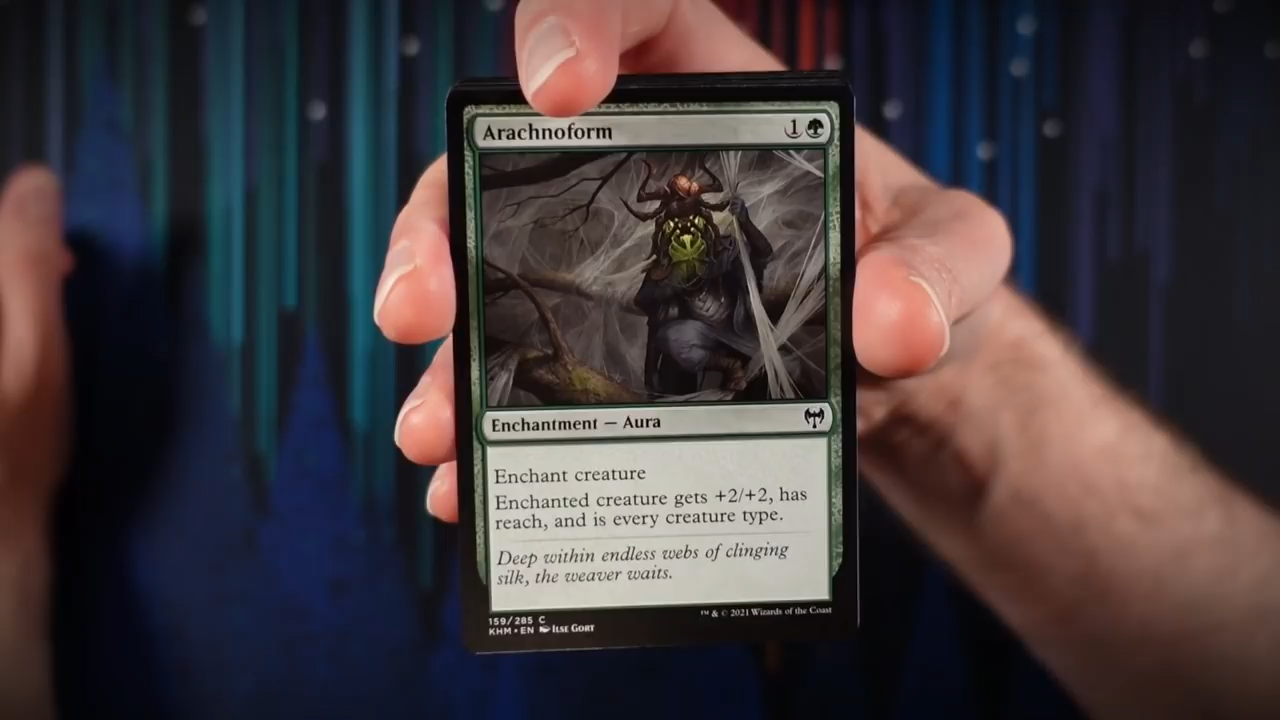 Arachnoform 1
Enchantment — Aura
Enchant creature
Enchanted creature gets +2/+2, has
reach, and is every creature type.
Deep within endless webs of clinging
silk, the weaver waits.
159/285 C
KHM • EN ILSE GORT
™ & © 2021 Wizards of the Coast